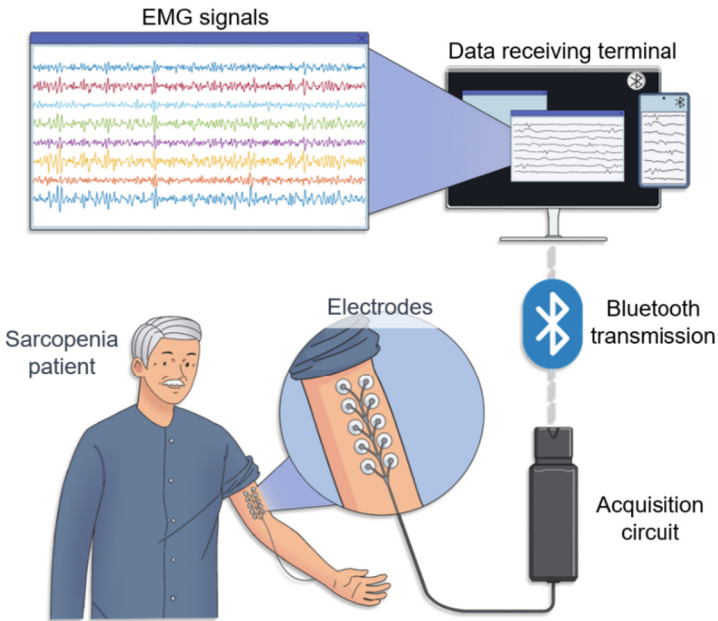 EMG signals
Data receiving terminal
Electrodes
Sarcopenia
patient
Bluetooth
transmission
Acquisition
circuit